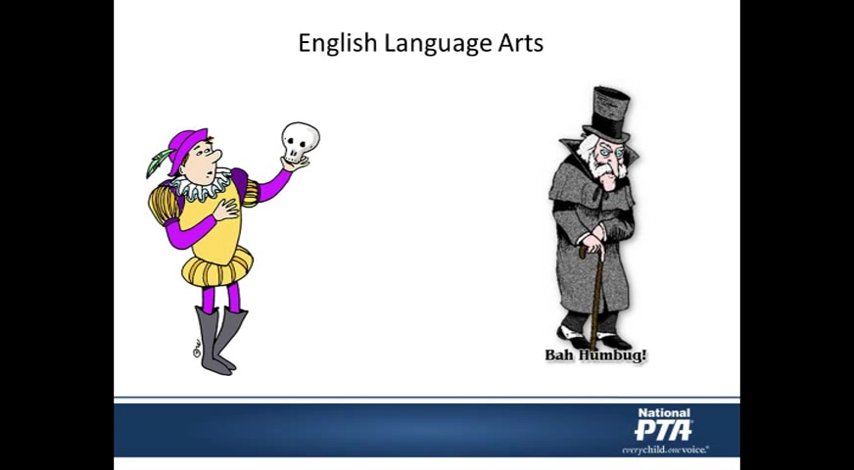 English Language Arts
Bah Humbug!
National
PTA
everychild.onevoice.®